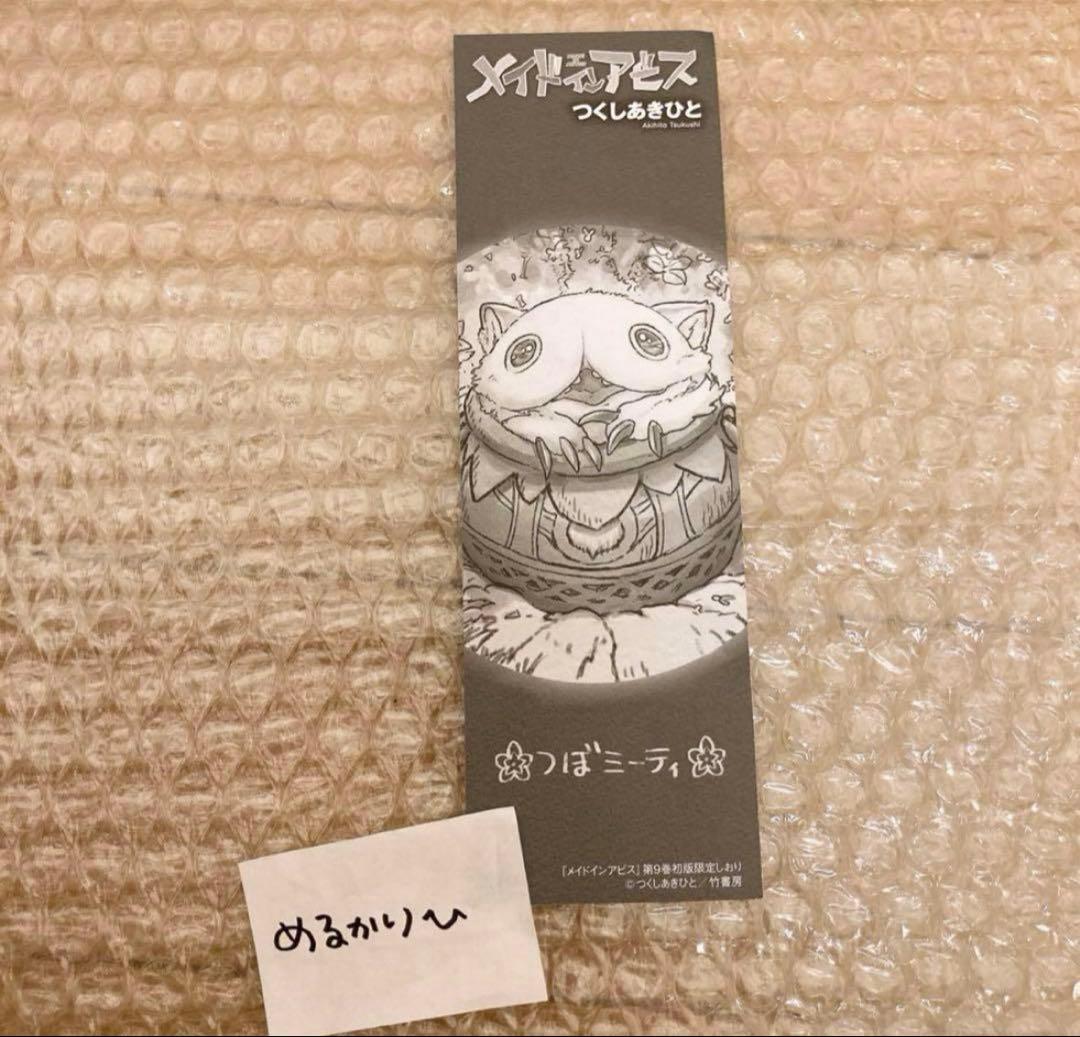 メイドインアビス
つくしあきひと
Akihito Tsukushi
つぼミーティ
「メイドインアビス」第9巻初版限定しおり
©つくしあきひと／竹書房
めるかりひ